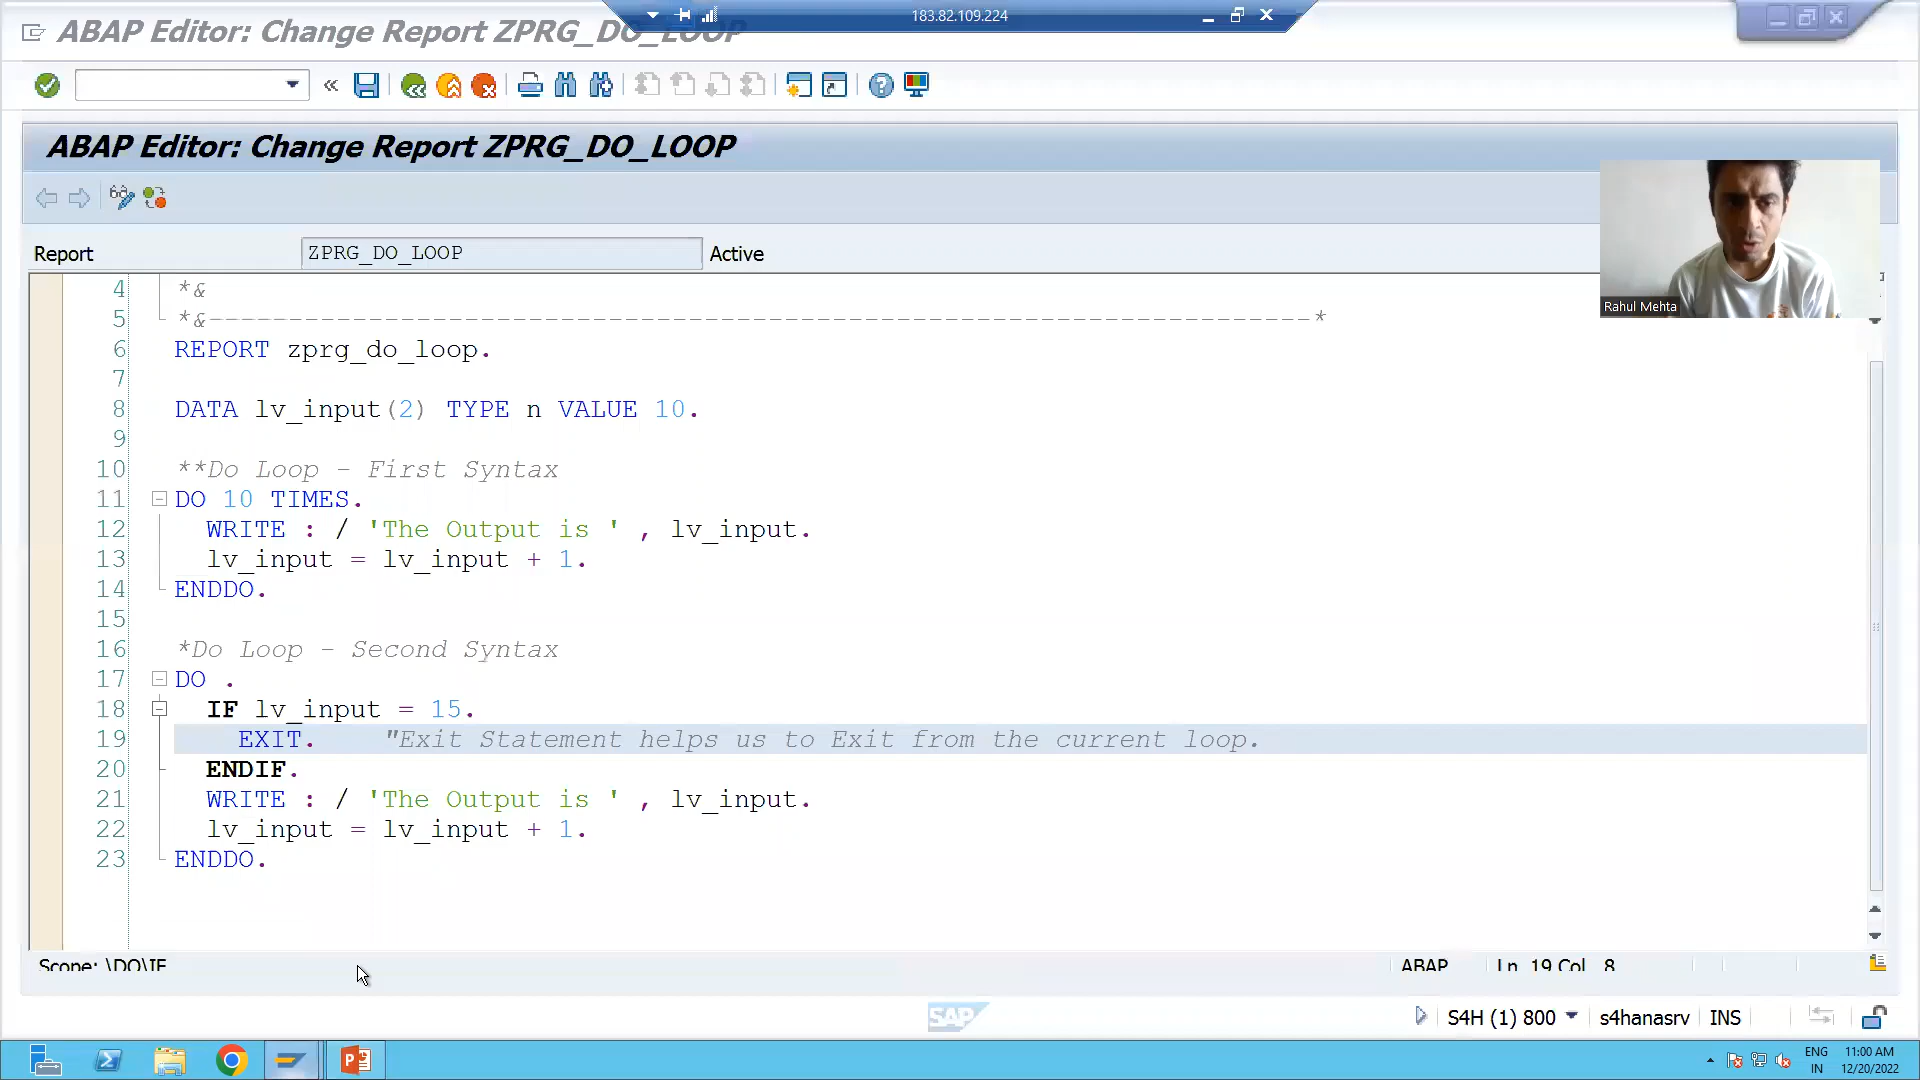 183.82.109.224
ABAP Editor: Change Report ZPRG_DO_LOOP
ABAP Editor: Change Report ZPRG_DO_LOOP
Report ZPRG_DO_LOOP Active
Rahul Mehta
4 *&
5 *&---------------------------------------------------------------------*
6 REPORT zprg_do_loop.
7
8 DATA lv_input(2) TYPE n VALUE 10.
9
10 **Do Loop - First Syntax
11 DO 10 TIMES.
12 WRITE : / 'The Output is ' , lv_input.
13 lv_input = lv_input + 1.
14 ENDDO.
15
16 *Do Loop - Second Syntax
17 DO .
18 IF lv_input = 15.
19 EXIT. "Exit Statement helps us to Exit from the current loop.
20 ENDIF.
21 WRITE : / 'The Output is ' , lv_input.
22 lv_input = lv_input + 1.
23 ENDDO.
Scope: \DO\IF ABAP Ln 19 Col 8
SAP S4H (1) 800 s4hanasrv INS
ENG 11:00 AM
IN 12/20/2022